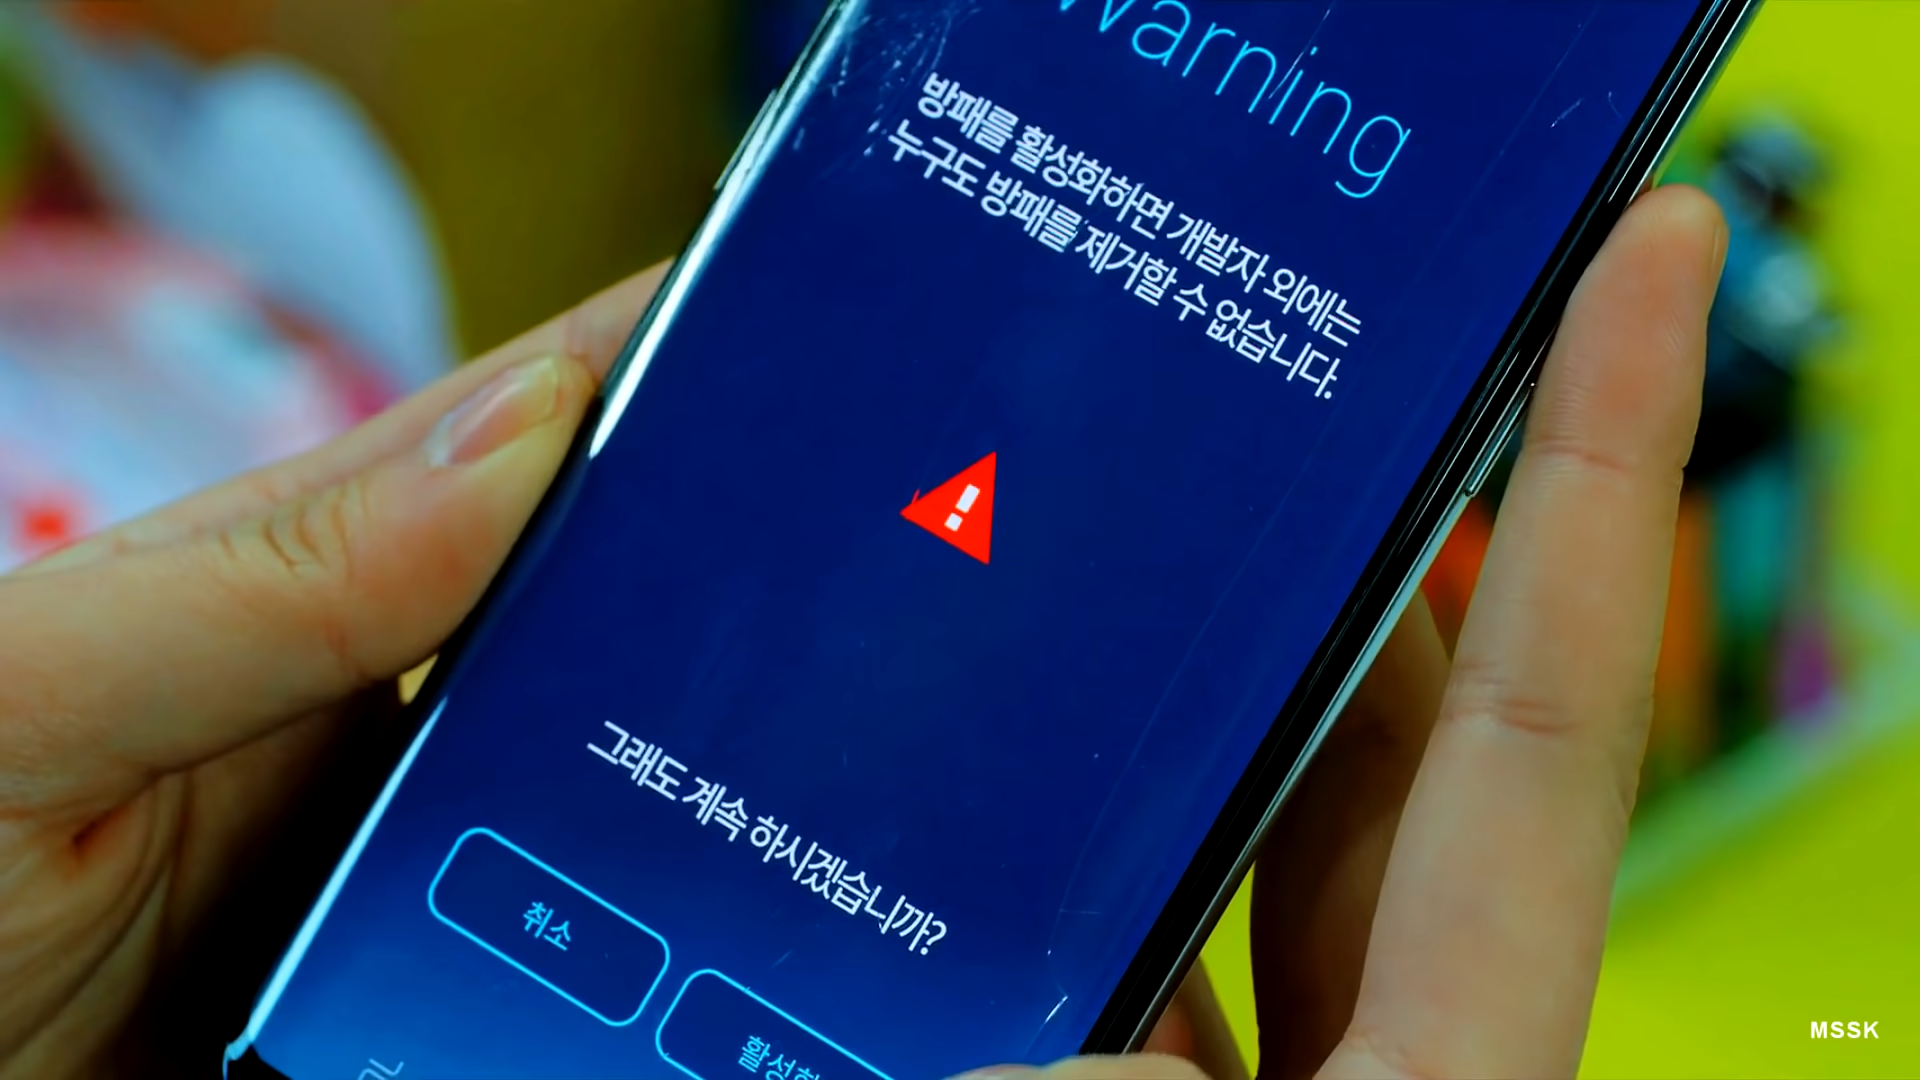 Warning
방패를 활성화하면 개발자 외에는
누구도 방패를 제거할 수 없습니다.
그래도 계속 하시겠습니까?
취소
MSSK